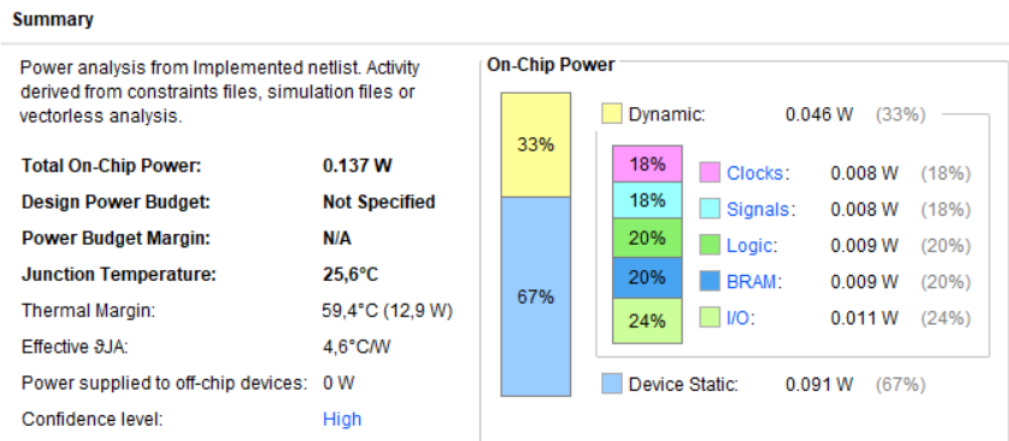 Summary
Power analysis from Implemented netlist. Activity
derived from constraints files, simulation files or
vectorless analysis.
Total On-Chip Power: 0.137 W
Design Power Budget: Not Specified
Power Budget Margin: N/A
Junction Temperature: 25,6°C
Thermal Margin: 59,4°C (12,9 W)
Effective ϑJA: 4,6°C/W
Power supplied to off-chip devices: 0 W
Confidence level: High
On-Chip Power
33%
67%
Dynamic: 0.046 W (33%)
18% Clocks: 0.008 W (18%)
18% Signals: 0.008 W (18%)
20% Logic: 0.009 W (20%)
20% BRAM: 0.009 W (20%)
24% I/O: 0.011 W (24%)
Device Static: 0.091 W (67%)